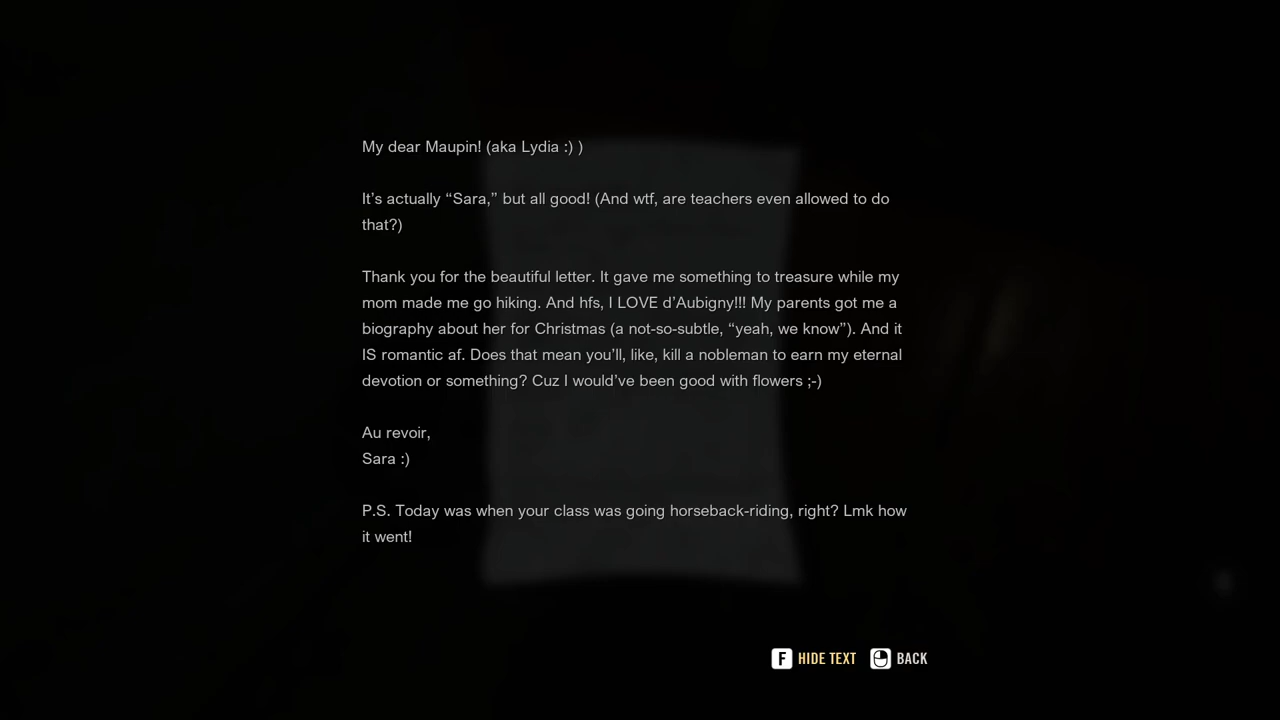 My dear Maupin! (aka Lydia :) )
It’s actually “Sara,” but all good! (And wtf, are teachers even allowed to do
that?)
Thank you for the beautiful letter. It gave me something to treasure while my
mom made me go hiking. And hfs, I LOVE d’Aubigny!!! My parents got me a
biography about her for Christmas (a not-so-subtle, “yeah, we know”). And it
IS romantic af. Does that mean you’ll, like, kill a nobleman to earn my eternal
devotion or something? Cuz I would’ve been good with flowers ;-)
Au revoir,
Sara :)
P.S. Today was when your class was going horseback-riding, right? Lmk how
it went!
F HIDE TEXT BACK